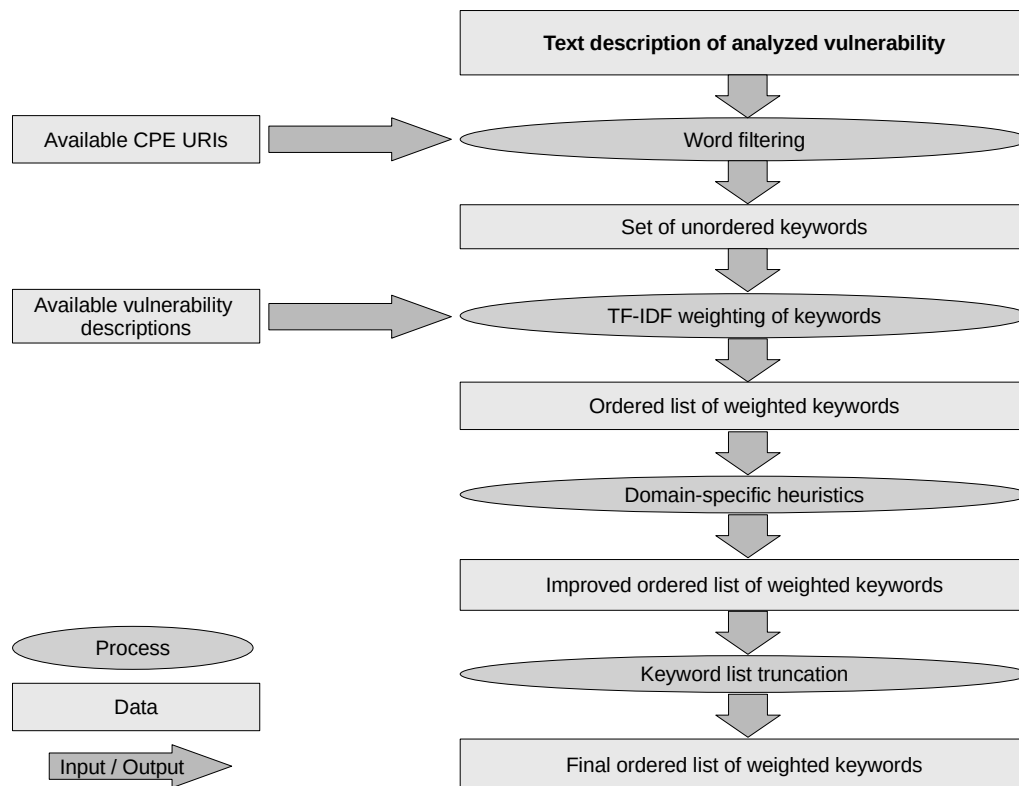 Text description of analyzed vulnerability
Available CPE URIs
Word filtering
Set of unordered keywords
Available vulnerability
descriptions
TF-IDF weighting of keywords
Ordered list of weighted keywords
Domain-specific heuristics
Improved ordered list of weighted keywords
Process
Keyword list truncation
Data
Input / Output
Final ordered list of weighted keywords